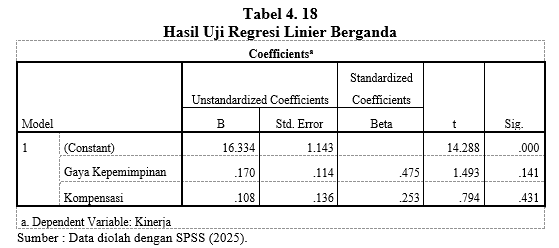 Tabel 4. 18
Hasil Uji Regresi Linier Berganda
Coefficientsa
Model Unstandardized Coefficients Standardized Coefficients t Sig.
B Std. Error Beta
1 (Constant) 16.334 1.143 14.288 .000
Gaya Kepemimpinan .170 .114 .475 1.493 .141
Kompensasi .108 .136 .253 .794 .431
a. Dependent Variable: Kinerja
Sumber : Data diolah dengan SPSS (2025).